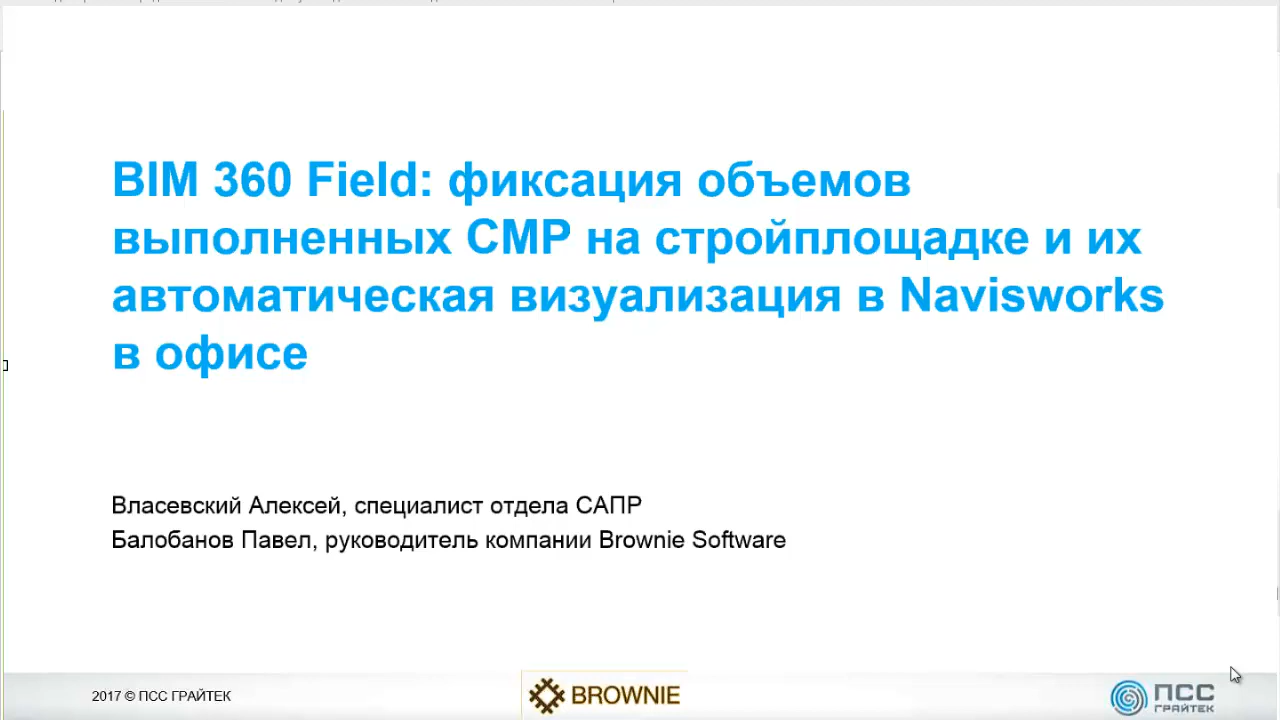 BIM 360 Field: фиксация объемов
выполненных СМР на стройплощадке и их
автоматическая визуализация в Navisworks
в офисе
Власевский Алексей, специалист отдела САПР
Балобанов Павел, руководитель компании Brownie Software
2017 © ПСС ГРАЙТЕК
BROWNIE
ПСС
ГРАЙТЕК